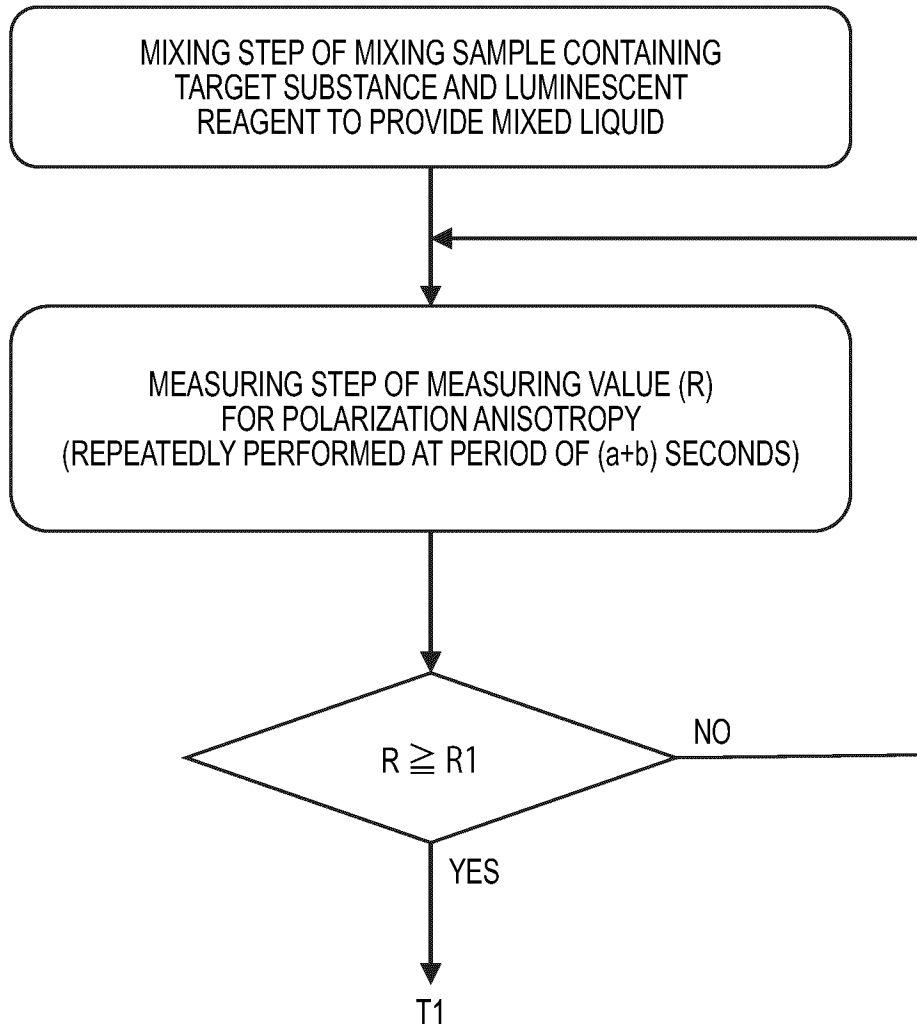 MIXING STEP OF MIXING SAMPLE CONTAINING
TARGET SUBSTANCE AND LUMINESCENT
REAGENT TO PROVIDE MIXED LIQUID
MEASURING STEP OF MEASURING VALUE (R)
FOR POLARIZATION ANISOTROPY
(REPEATEDLY PERFORMED AT PERIOD OF (a+b) SECONDS)
R ≧ R1
NO
YES
T1